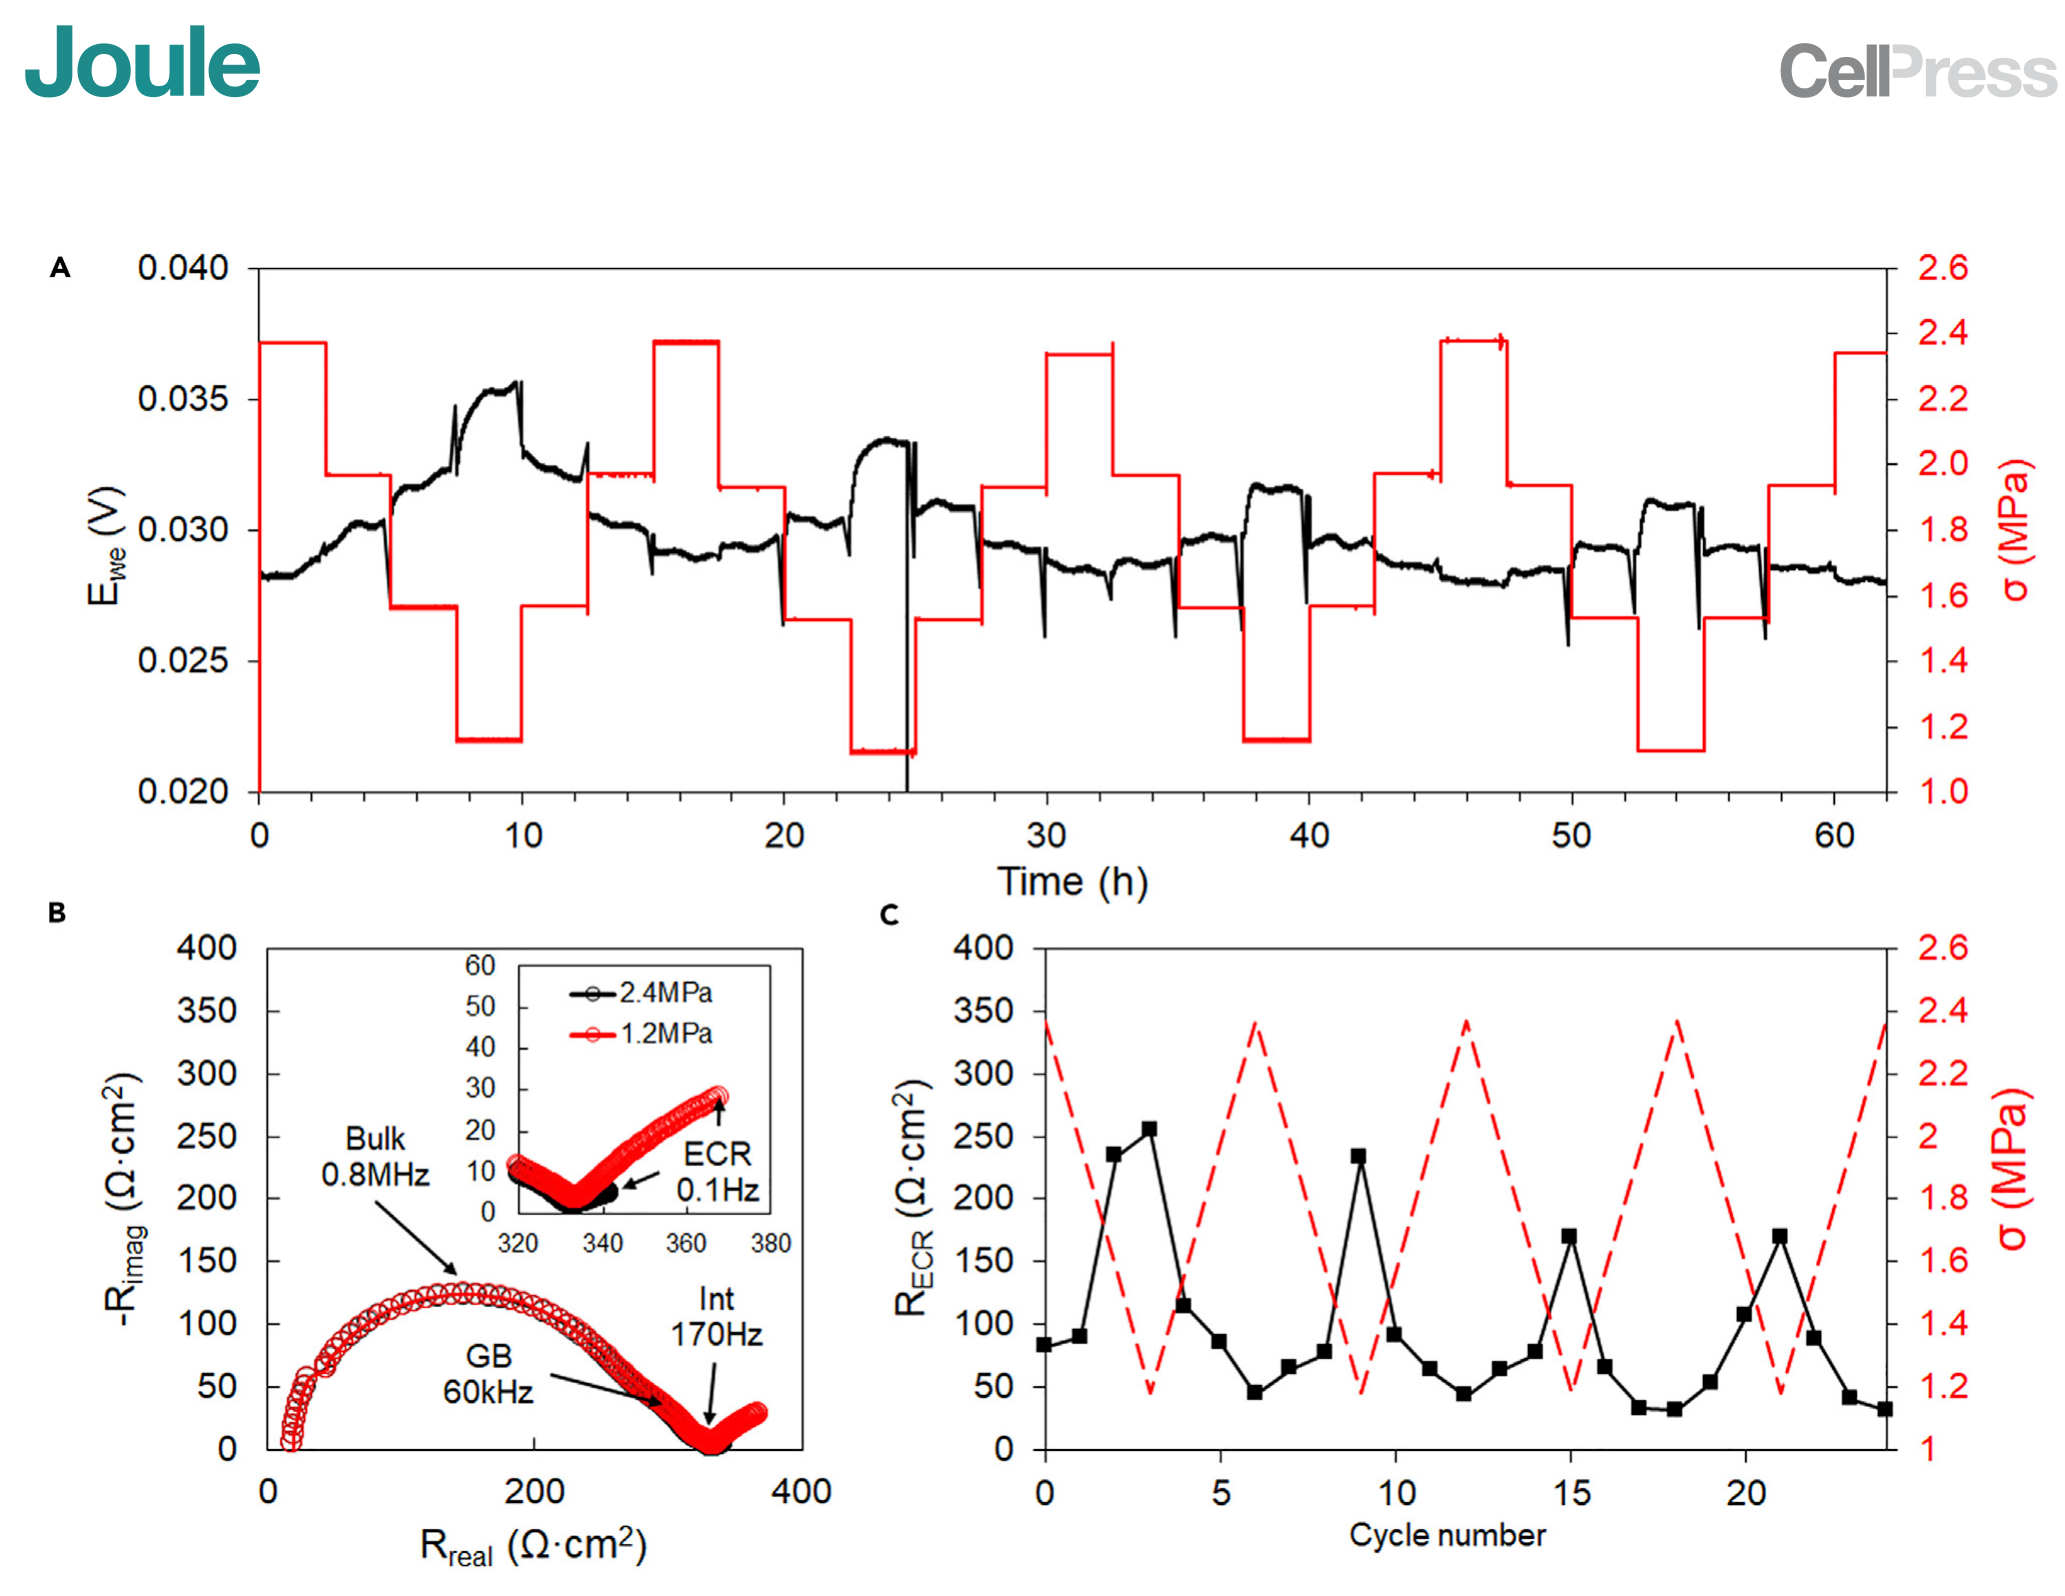 Joule
CellPress
A
0.040
0.035
0.030
0.025
0.020
E_we (V)
2.6
2.4
2.2
2.0
1.8
1.6
1.4
1.2
1.0
σ (MPa)
0 10 20 30 40 50 60
Time (h)
B
400
350
300
250
200
150
100
50
0
-R_imag (Ω·cm²)
60
50
40
30
20
10
0
2.4MPa
1.2MPa
ECR
0.1Hz
320 340 360 380
Bulk
0.8MHz
GB
60kHz
Int
170Hz
0 200 400
R_real (Ω·cm²)
C
400
350
300
250
200
150
100
50
0
R_ECR (Ω·cm²)
2.6
2.4
2.2
2
1.8
1.6
1.4
1.2
1
σ (MPa)
0 5 10 15 20
Cycle number